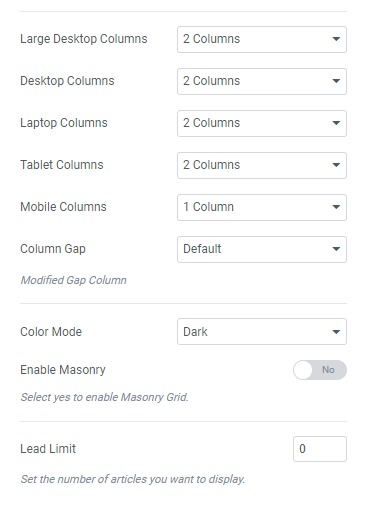 Large Desktop Columns 2 Columns
Desktop Columns 2 Columns
Laptop Columns 2 Columns
Tablet Columns 2 Columns
Mobile Columns 1 Column
Column Gap Default
Modified Gap Column
Color Mode Dark
Enable Masonry No
Select yes to enable Masonry Grid.
Lead Limit 0
Set the number of articles you want to display.